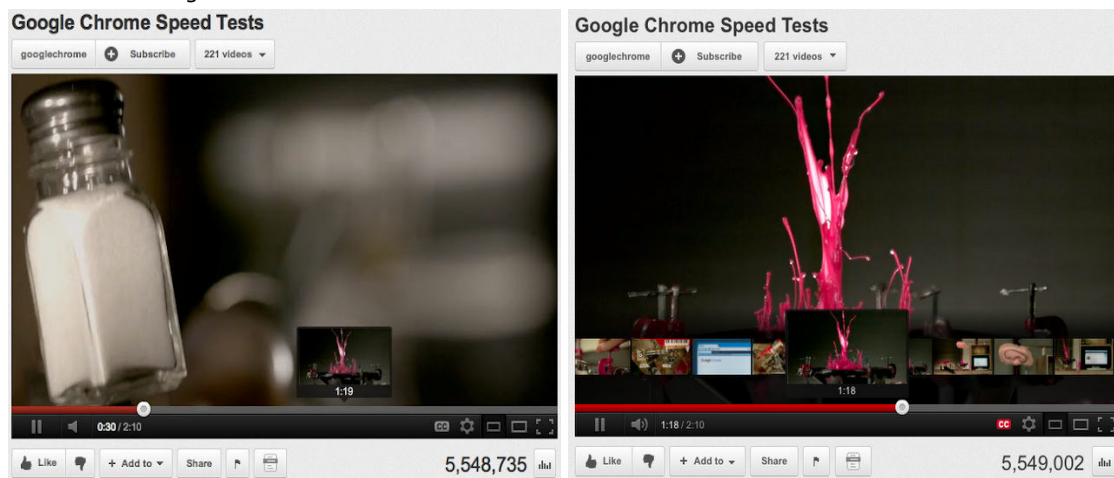 Google Chrome Speed Tests
googlechrome Subscribe 221 videos
1:19
0:30 / 2:10
CC
Like Add to Share
5,548,735
Google Chrome Speed Tests
googlechrome Subscribe 221 videos
1:18
1:18 / 2:10
CC
Like + Add to Share
5,549,002